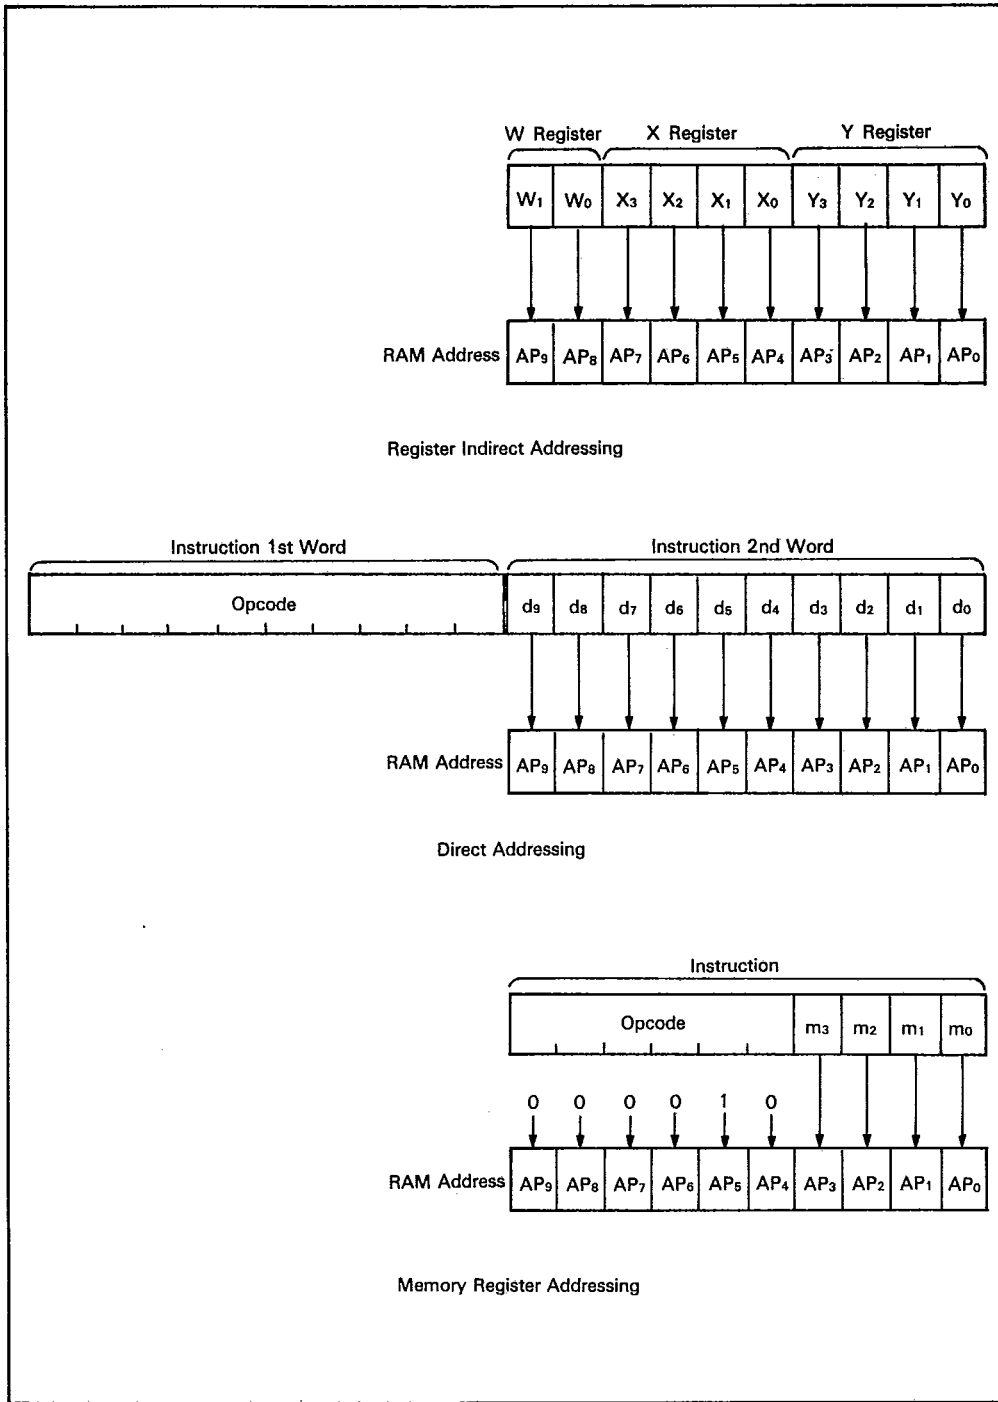 W Register X Register Y Register
W1 W0 X3 X2 X1 X0 Y3 Y2 Y1 Y0
RAM Address AP9 AP8 AP7 AP6 AP5 AP4 AP3 AP2 AP1 AP0
Register Indirect Addressing
Instruction 1st Word Instruction 2nd Word
Opcode d9 d8 d7 d6 d5 d4 d3 d2 d1 d0
RAM Address AP9 AP8 AP7 AP6 AP5 AP4 AP3 AP2 AP1 AP0
Direct Addressing
Instruction
Opcode m3 m2 m1 m0
0 0 0 0 1 0
RAM Address AP9 AP8 AP7 AP6 AP5 AP4 AP3 AP2 AP1 AP0
Memory Register Addressing